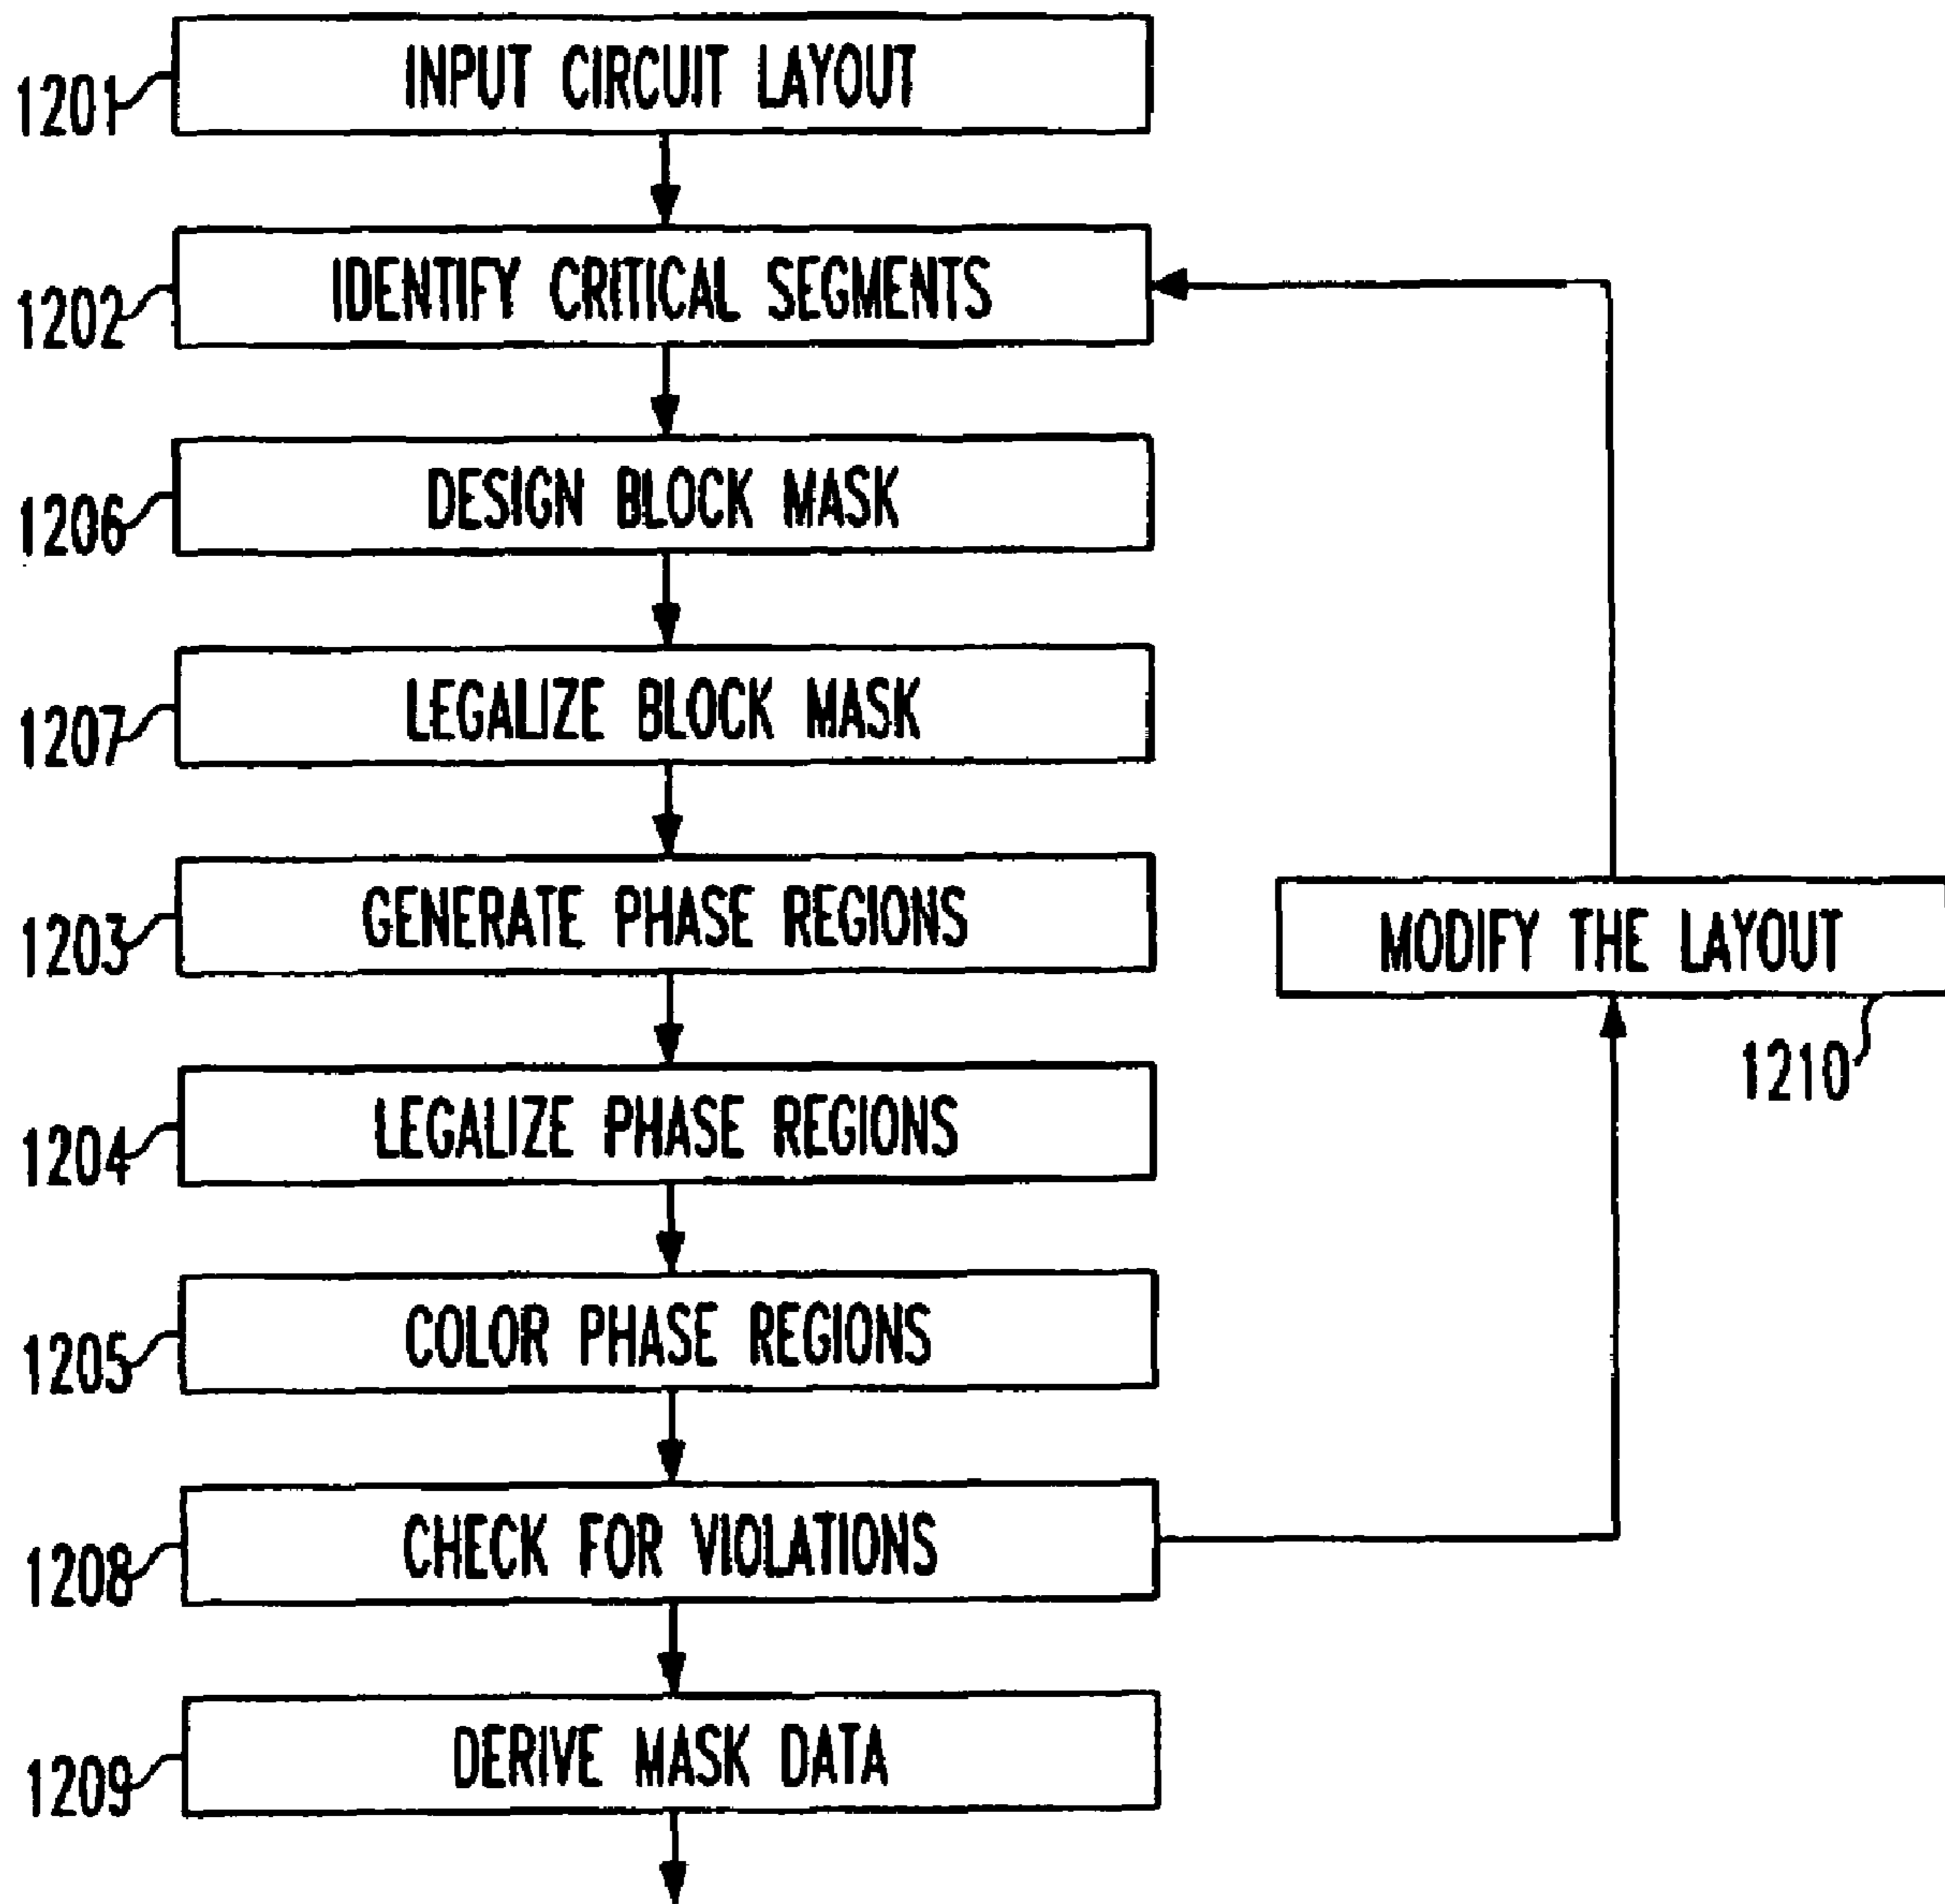 1201
INPUT CIRCUIT LAYOUT
1202
IDENTIFY CRITICAL SEGMENTS
1206
DESIGN BLOCK MASK
1207
LEGALIZE BLOCK MASK
1203
GENERATE PHASE REGIONS
MODIFY THE LAYOUT
1210
1204
LEGALIZE PHASE REGIONS
1205
COLOR PHASE REGIONS
1208
CHECK FOR VIOLATIONS
1209
DERIVE MASK DATA